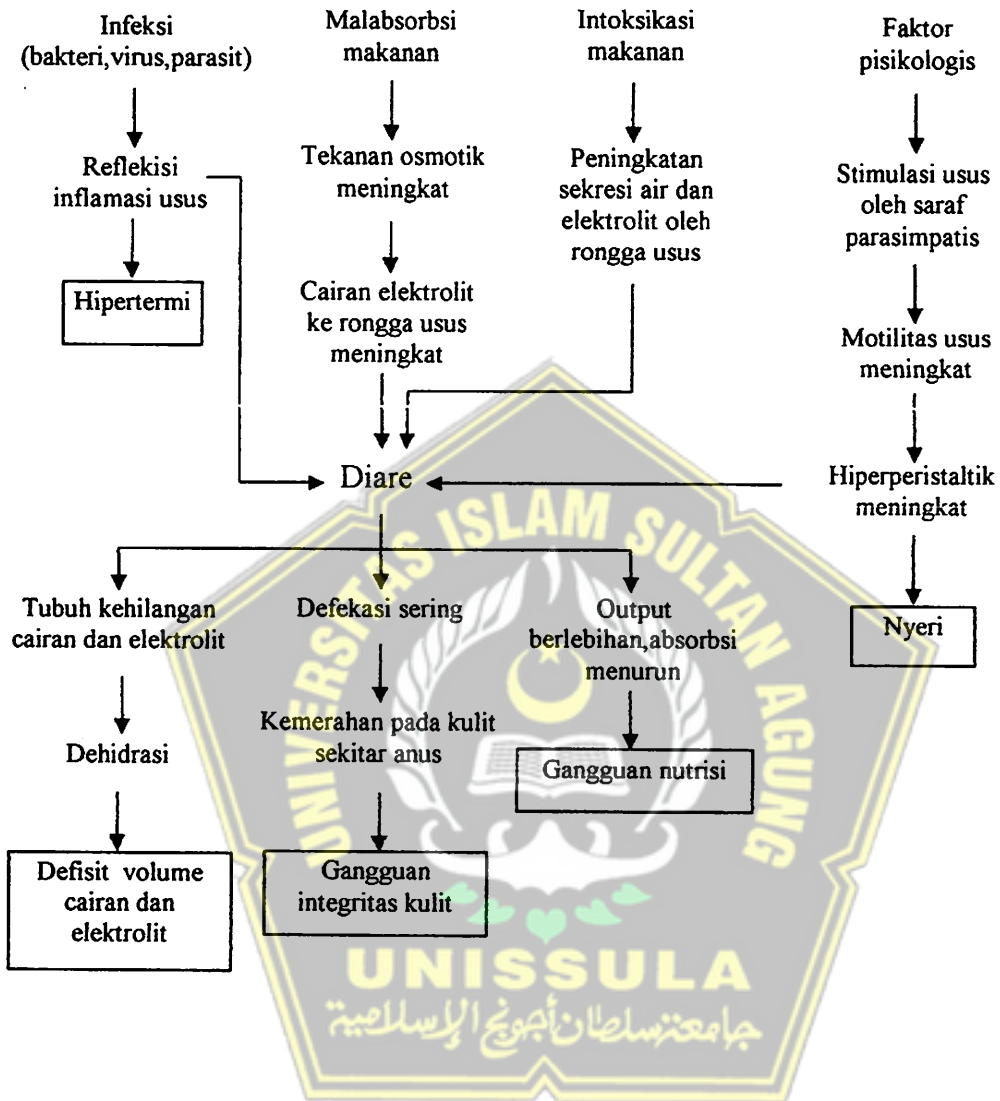 Infeksi
(bakteri,virus,parasit)
Malabsorbsi
makanan
Intoksikasi
makanan
Faktor
pisikologis
Reflekisi
inflamasi usus
Tekanan osmotik
meningkat
Peningkatan
sekresi air dan
elektrolit oleh
rongga usus
Stimulasi usus
oleh saraf
parasimpatis
Hipertermi
Cairan elektrolit
ke rongga usus
meningkat
Motilitas usus
meningkat
Diare
Hiperperistaltik
meningkat
Tubuh kehilangan
cairan dan elektrolit
Defekasi sering
Output
berlebihan,absorbsi
menurun
Nyeri
Dehidrasi
Kemerahan pada kulit
sekitar anus
Gangguan nutrisi
Defisit volume
cairan dan
elektrolit
Gangguan
integritas kulit
UNIVERSITAS ISLAM SULTAN AGUNG
UNISSULA
جامعة سلطان أجونج الإسلامية